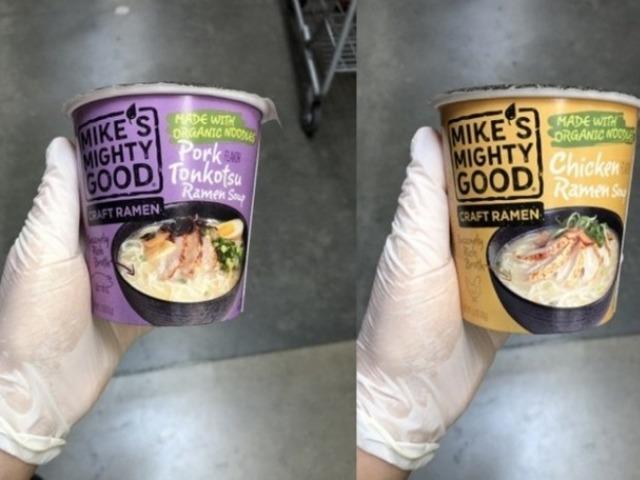 MIKE'S
MIGHTY
GOOD
CRAFT RAMEN
MADE WITH
ORGANIC NOODLES
Pork FLAVOR
Tonkotsu
Ramen Soup
MIKE'S
MIGHTY
GOOD
CRAFT RAMEN
MADE WITH
ORGANIC NOODLES
Chicken
Ramen Soup